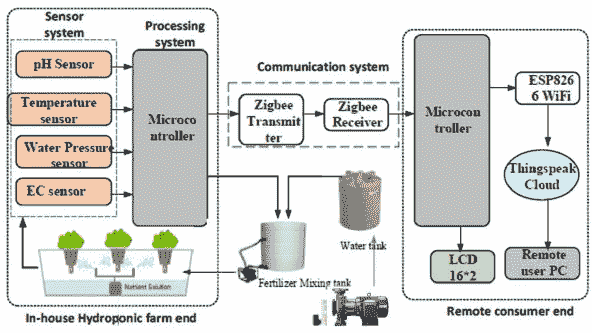 Sensor
system
Processing
system
pH Sensor
Temperature
sensor
Water Pressure
sensor
EC sensor
Microco
ntroller
Communication system
Zigbee
Transmit
ter
Zigbee
Receiver
Microcon
troller
ESP826
6 WiFi
Thingspeak
Cloud
Remote
user PC
LCD
16*2
Water tank
Fertilizer Mixing tank
Nutrient Solution
In-house Hydroponic farm end
Remote consumer end